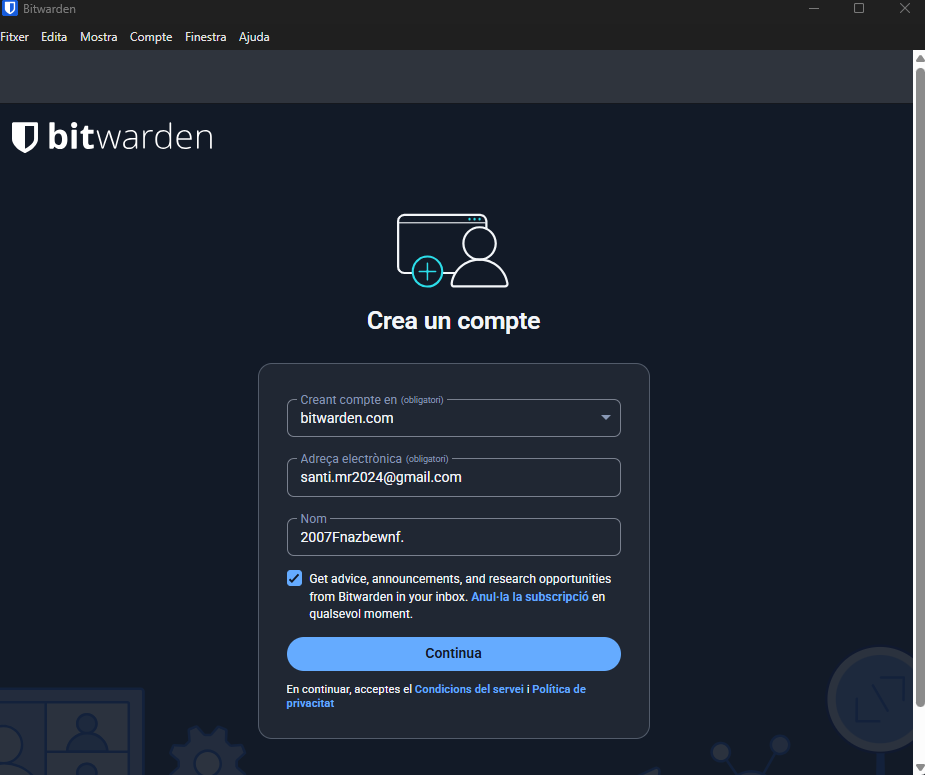 Bitwarden
Fitxer Edita Mostra Compte Finestra Ajuda
bitwarden
Crea un compte
Creant compte en (obligatori)
bitwarden.com
Adreça electrònica (obligatori)
santi.mr2024@gmail.com
Nom
2007Fnazbewnf.
Get advice, announcements, and research opportunities
from Bitwarden in your inbox. Anul·la la subscripció en
qualsevol moment.
Continua
En continuar, acceptes el Condicions del servei i Política de
privacitat